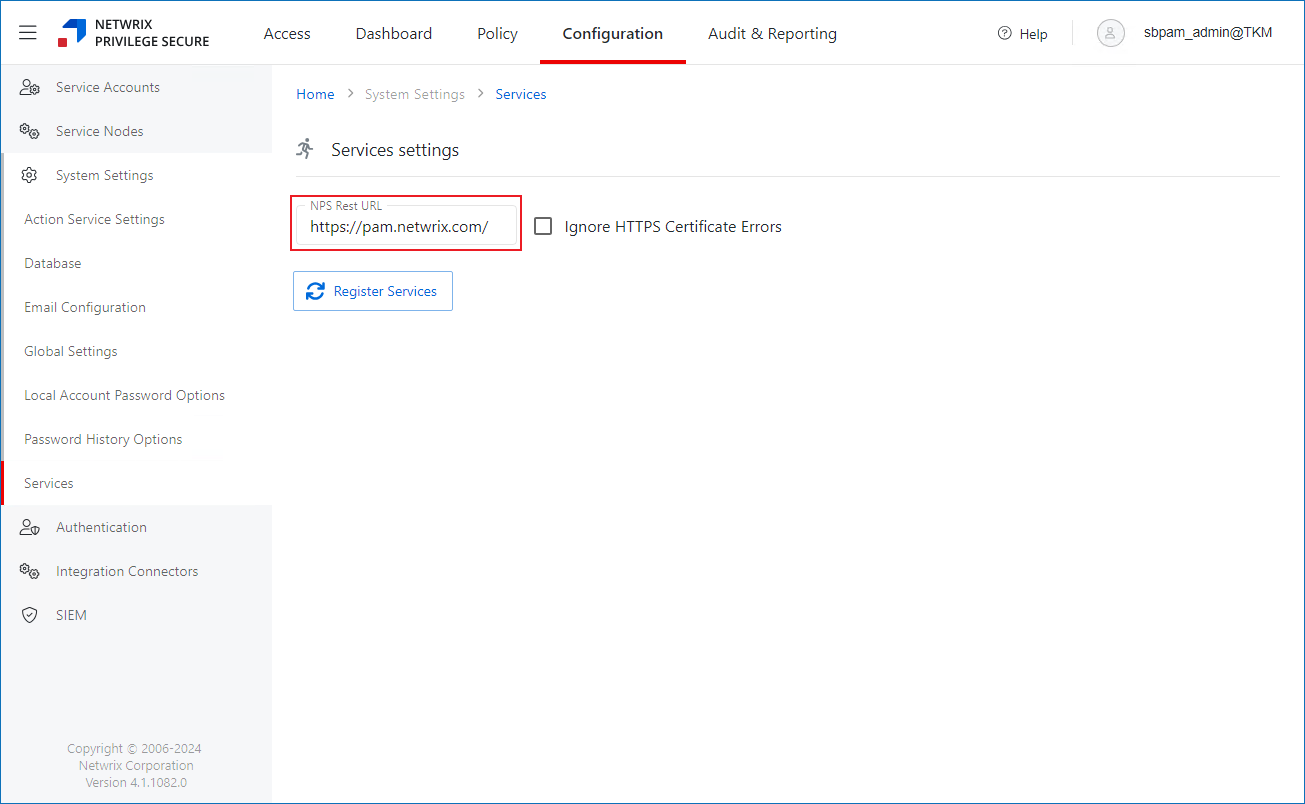 NETWRIX
PRIVILEGE SECURE
Access
Dashboard
Policy
Configuration
Audit & Reporting
Help
sbpam_admin@TKM
Service Accounts
Service Nodes
System Settings
Action Service Settings
Database
Email Configuration
Global Settings
Local Account Password Options
Password History Options
Services
Authentication
Integration Connectors
SIEM
Copyright © 2006-2024
Netwrix Corporation
Version 4.1.1082.0
Home > System Settings > Services
Services settings
NPS Rest URL
https://pam.netwrix.com/
Ignore HTTPS Certificate Errors
Register Services